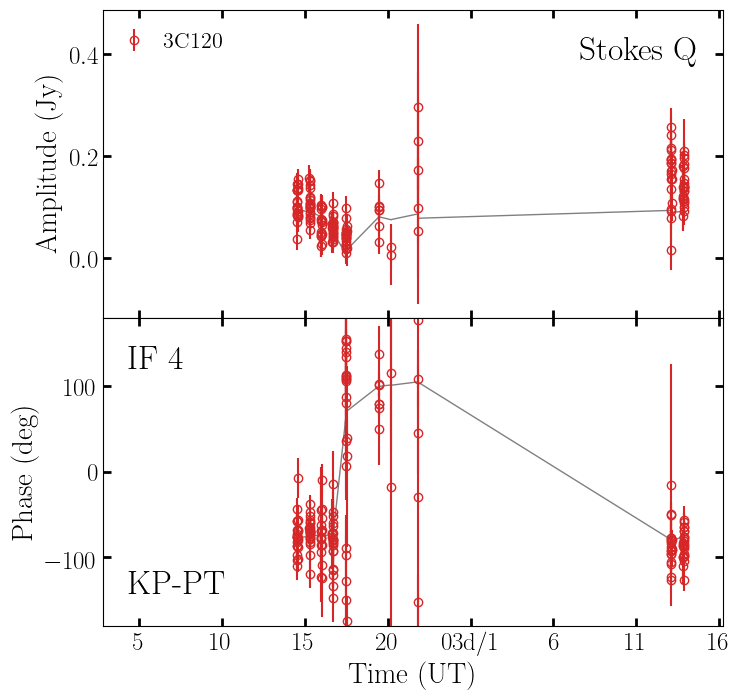 3C120
Stokes Q
0.4
0.2
0.0
Amplitude (Jy)
IF 4
100
0
−100
Phase (deg)
KP-PT
5 10 15 20 03d/1 6 11 16
Time (UT)